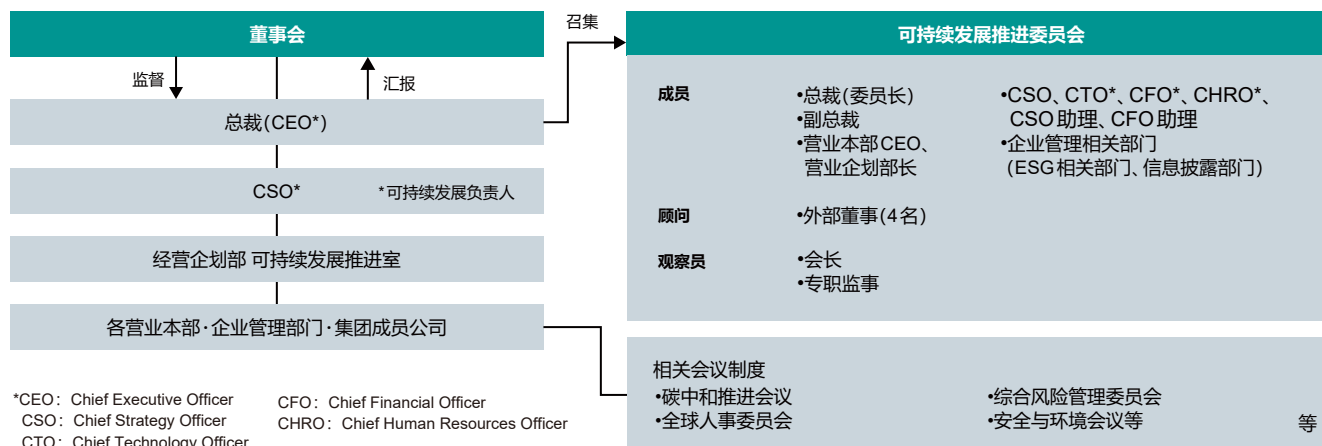 董事会
监督
汇报
总裁(CEO*)
CSO*
*可持续发展负责人
经营企划部 可持续发展推进室
各营业本部·企业管理部门·集团成员公司
*CEO：Chief Executive Officer
CSO：Chief Strategy Officer
CTO：Chief Technology Officer
CFO：Chief Financial Officer
CHRO：Chief Human Resources Officer
召集
可持续发展推进委员会
成员
•总裁(委员长)
•副总裁
•营业本部CEO、
营业企划部长
•CSO、CTO*、CFO*、CHRO*、
CSO助理、CFO助理
•企业管理相关部门
(ESG相关部门、信息披露部门)
顾问
•外部董事(4名)
观察员
•会长
•专职监事
相关会议制度
•碳中和推进会议
•全球人事委员会
•综合风险管理委员会
•安全与环境会议等
等